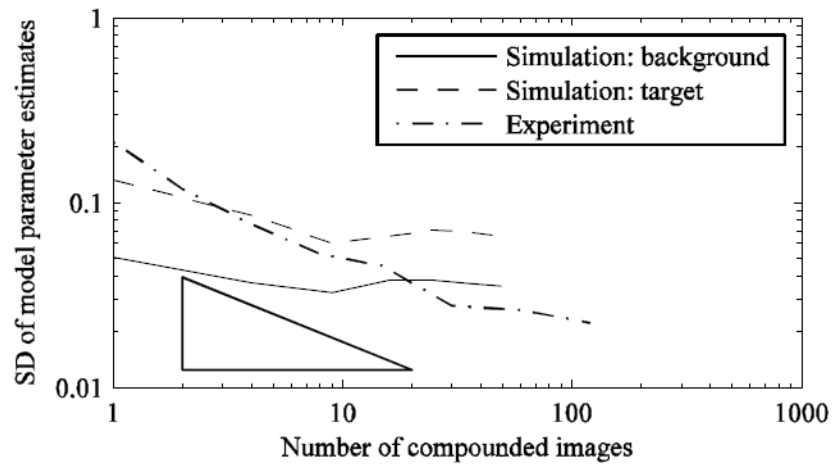 1
Simulation: background
Simulation: target
Experiment
0.1
0.01
SD of model parameter estimates
1 10 100 1000
Number of compounded images